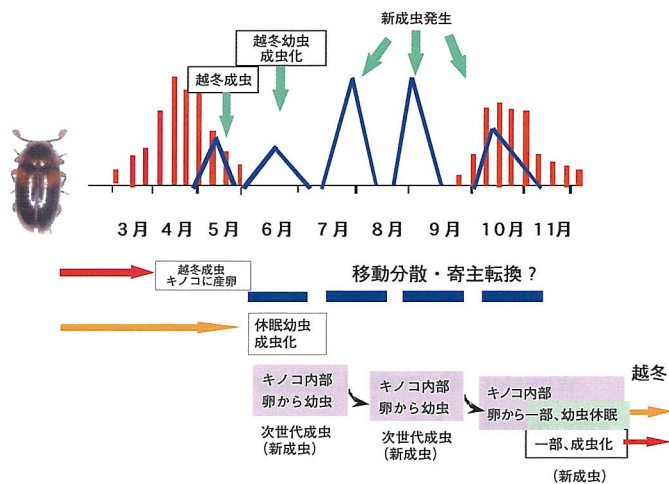 新成虫発生
越冬幼虫
成虫化
越冬成虫
3月 4月 5月 6月 7月 8月 9月 10月 11月
越冬成虫
キノコに産卵
移動分散・寄主転換？
休眠幼虫
成虫化
キノコ内部
卵から幼虫
キノコ内部
卵から幼虫
キノコ内部
卵から一部、幼虫休眠
越冬
次世代成虫
(新成虫)
次世代成虫
(新成虫)
一部、成虫化
(新成虫)